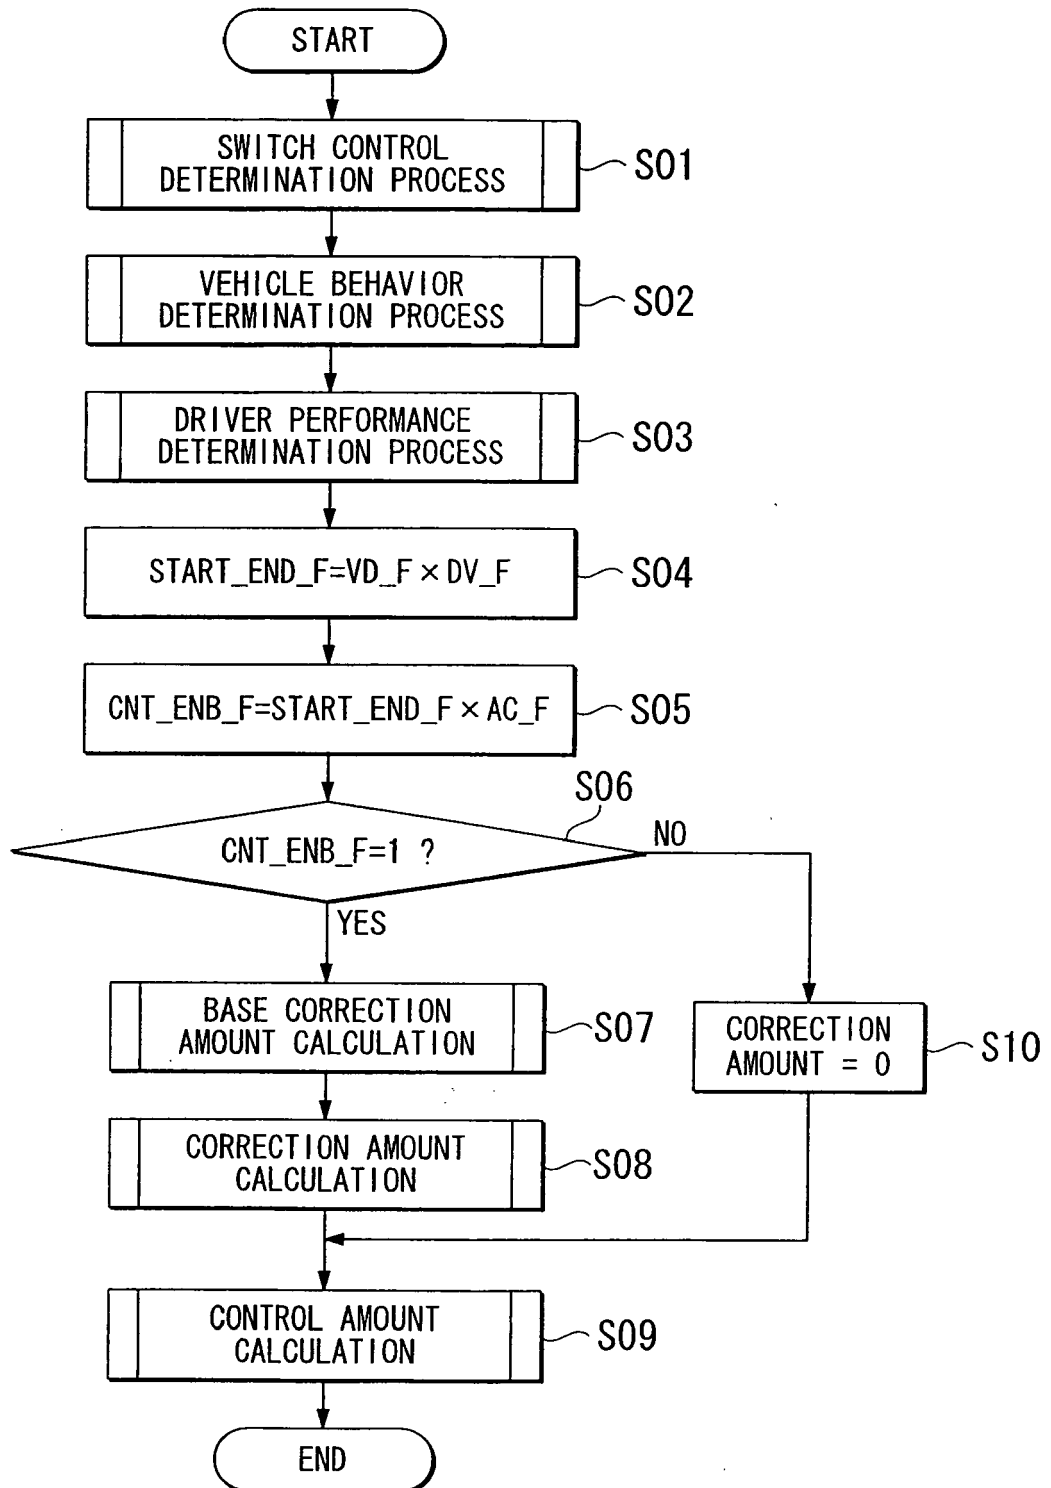 START
SWITCH CONTROL
DETERMINATION PROCESS
S01
VEHICLE BEHAVIOR
DETERMINATION PROCESS
S02
DRIVER PERFORMANCE
DETERMINATION PROCESS
S03
START_END_F=VD_F×DV_F
S04
CNT_ENB_F=START_END_F×AC_F
S05
S06
CNT_ENB_F=1 ?
NO
YES
BASE CORRECTION
AMOUNT CALCULATION
S07
CORRECTION
AMOUNT = 0
S10
CORRECTION AMOUNT
CALCULATION
S08
CONTROL AMOUNT
CALCULATION
S09
END